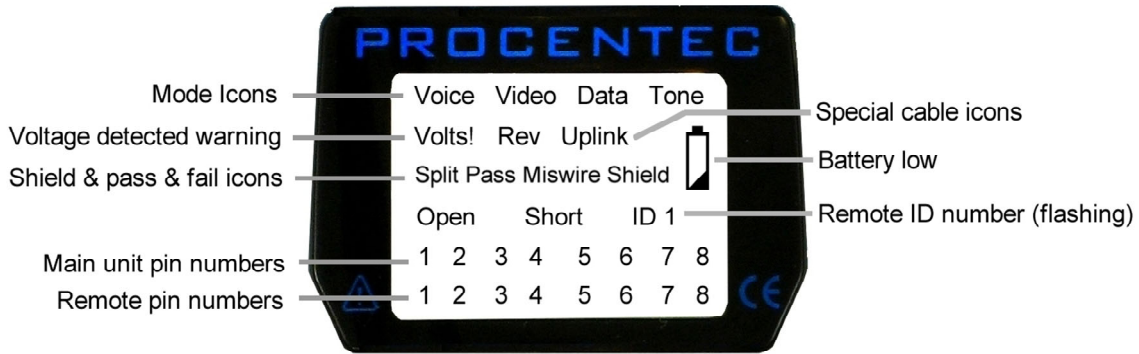 PROCENTEC
Mode Icons
Voice Video Data Tone
Special cable icons
Voltage detected warning
Volts! Rev Uplink
Battery low
Shield & pass & fail icons
Split Pass Miswire Shield
Open Short ID 1
Remote ID number (flashing)
Main unit pin numbers
1 2 3 4 5 6 7 8
Remote pin numbers
1 2 3 4 5 6 7 8
CE